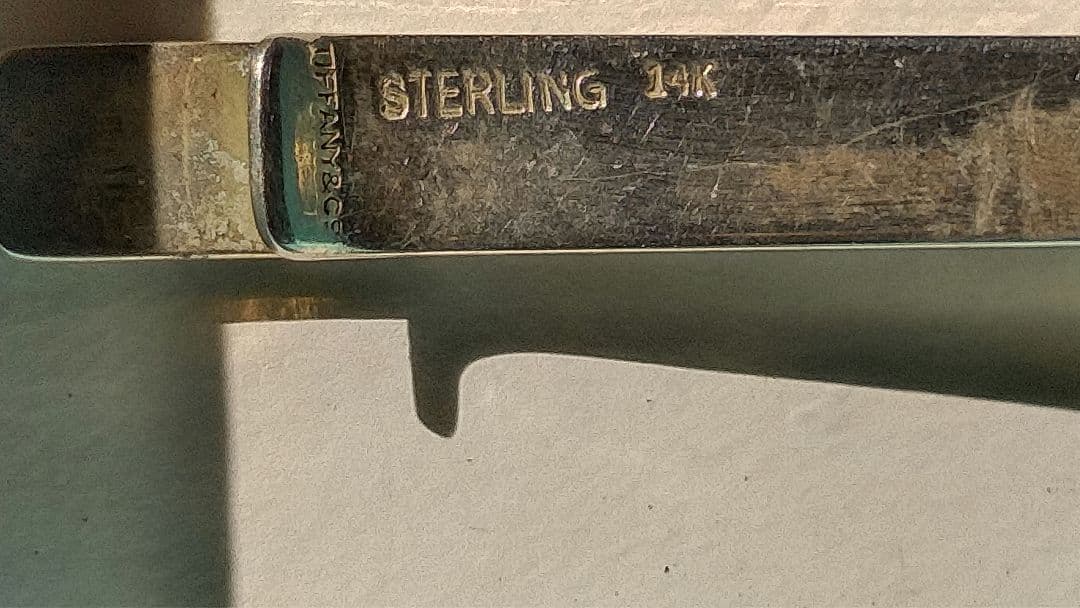 TIFFANY & CO
STERLING 14K